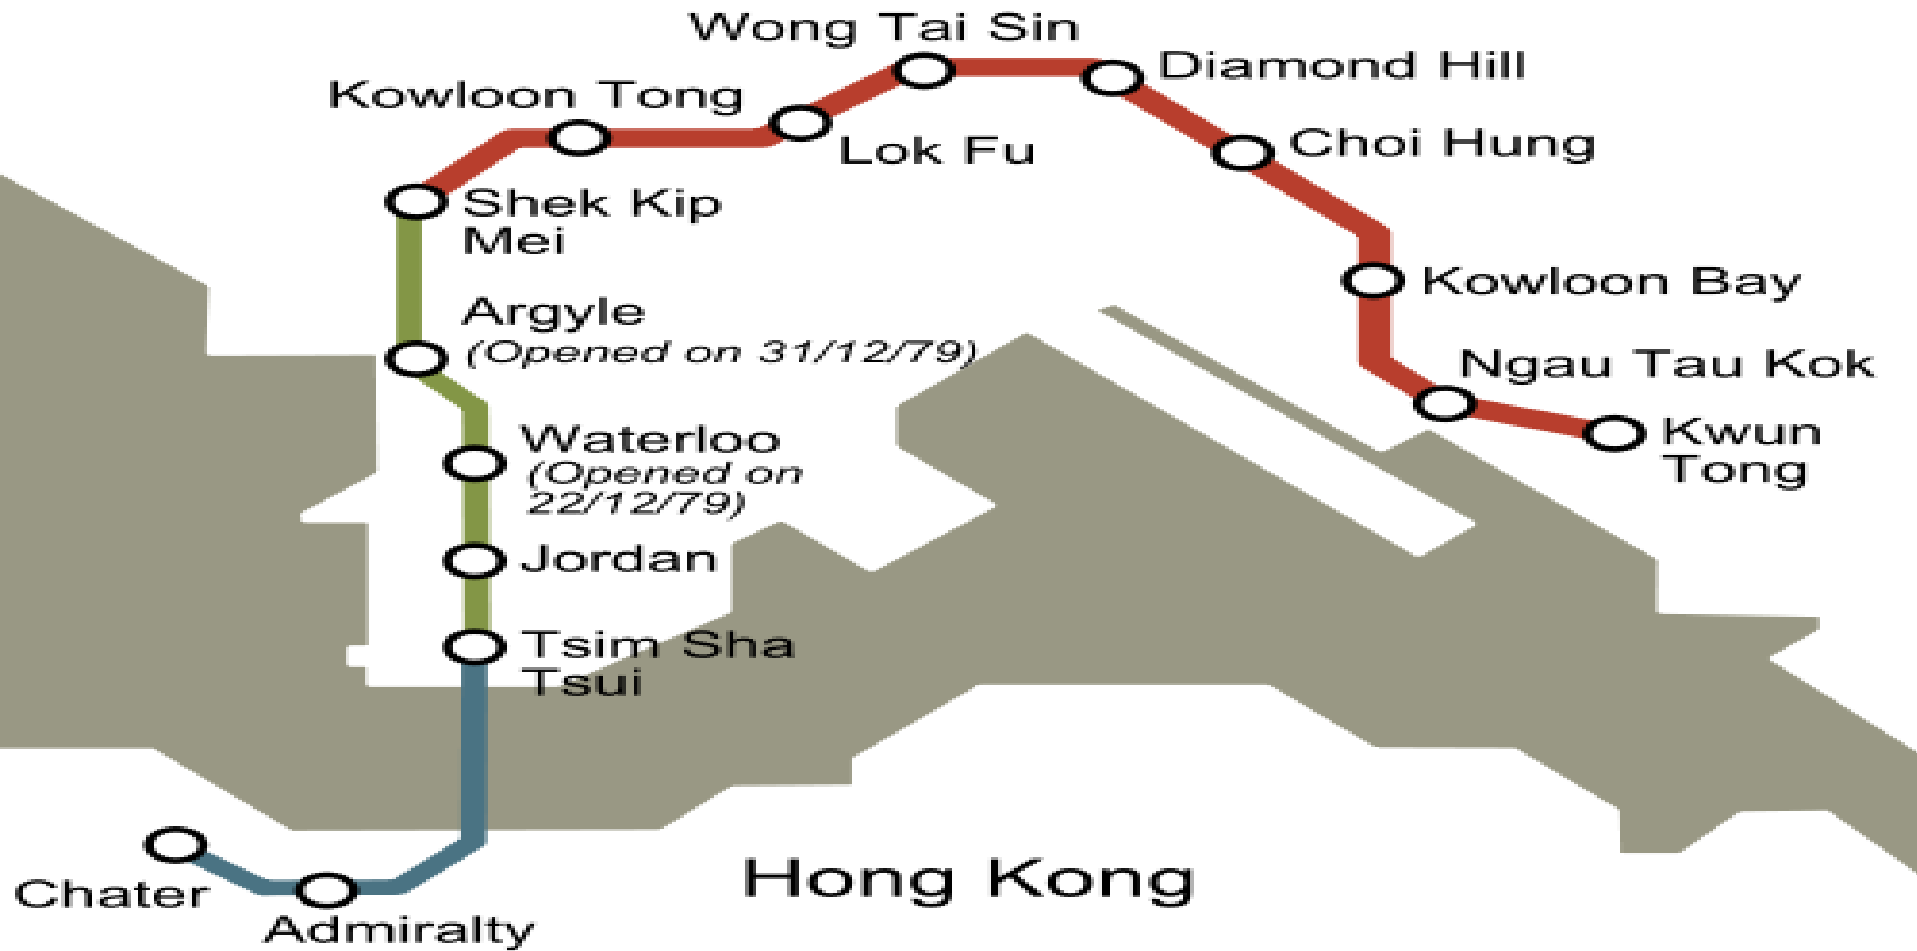 Wong Tai Sin
Diamond Hill
Kowloon Tong
Lok Fu
Choi Hung
Shek Kip
Mei
Kowloon Bay
Argyle
(Opened on 31/12/79)
Ngau Tau Kok
Kwun
Tong
Waterloo
(Opened on
22/12/79)
Jordan
Tsim Sha
Tsui
Chater
Admiralty
Hong Kong